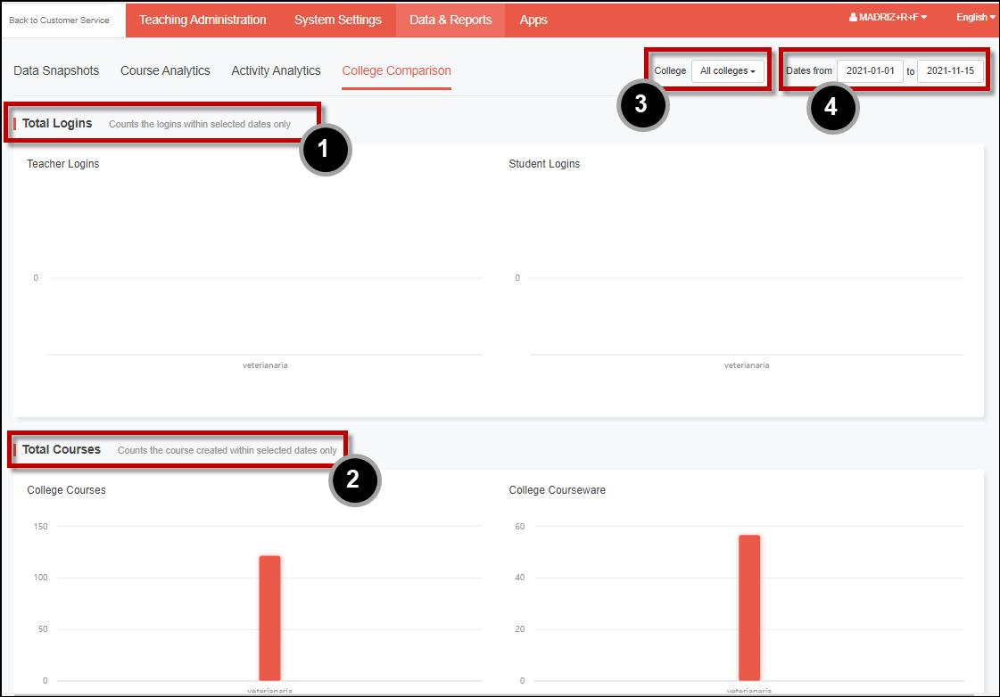 Back to Customer Service
Teaching Administration
System Settings
Data & Reports
Apps
MADRIZ+R+F
English
Data Snapshots
Course Analytics
Activity Analytics
College Comparison
College
All colleges
Dates from
2021-01-01
to
2021-11-15
3
4
Total Logins
Counts the logins within selected dates only
1
Teacher Logins
0
veterianaria
Student Logins
0
veterianaria
Total Courses
Counts the course created within selected dates only
2
College Courses
150
100
50
0
veterianaria
College Courseware
60
40
20
0
veterianaria